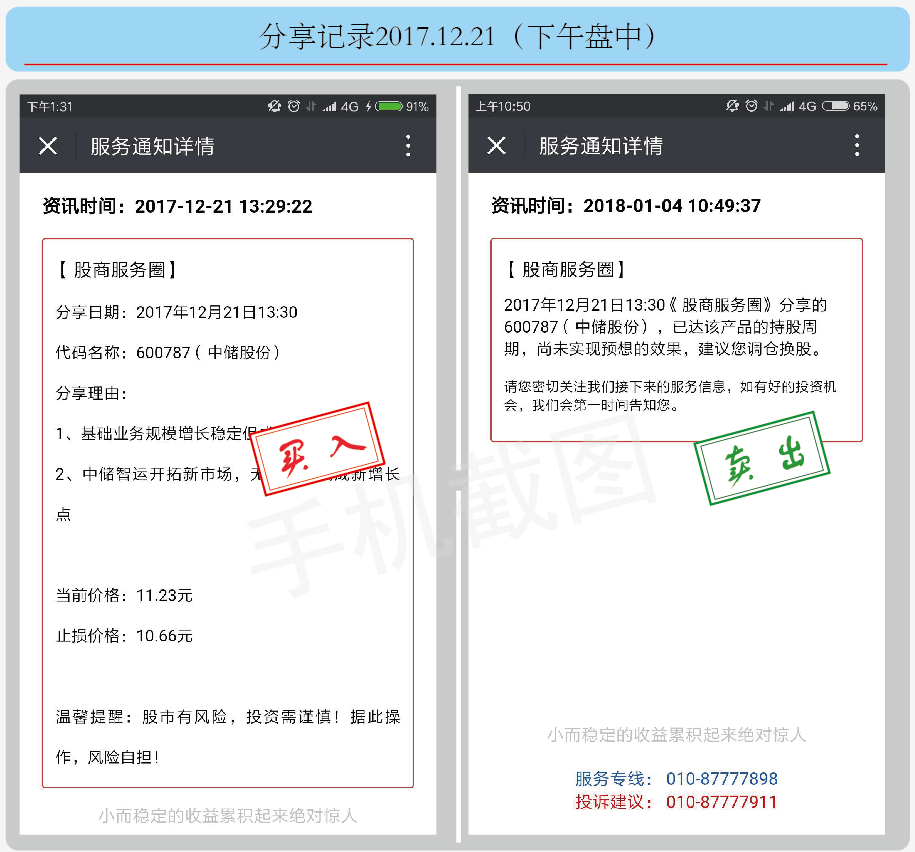 分享记录2017.12.21（下午盘中）
下午1:31
4G
91%
服务通知详情
资讯时间：2017-12-21 13:29:22
【 股商服务圈】
分享日期：2017年12月21日13:30
代码名称：600787（ 中储股份）
分享理由：
1、基础业务规模增长稳定
买入
2、中储智运开拓新市场，
成新增长
点
当前价格：11.23元
止损价格：10.66元
温馨提醒：股市有风险，投资需谨慎！据此操
作，风险自担！
小而稳定的收益累积起来绝对惊人
上午10:50
4G
65%
服务通知详情
资讯时间：2018-01-04 10:49:37
【 股商服务圈】
2017年12月21日13:30《 股商服务圈》分享的
600787（ 中储股份），已达该产品的持股周
期，尚未实现预想的效果，建议您调仓换股。
请您密切关注我们接下来的服务信息，如有好的投资机
会，我们会第一时间告知您。
卖出
小而稳定的收益累积起来绝对惊人
服务专线： 010-87777898
投诉建议： 010-87777911
手机截图